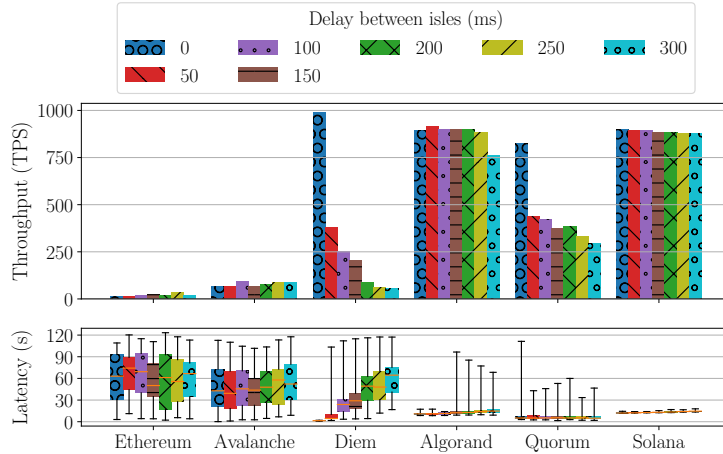 Delay between isles (ms)
0 100 200 250 300
50 150
Throughput (TPS)
1000
750
500
250
0
Latency (s)
120
90
60
30
0
Ethereum Avalanche Diem Algorand Quorum Solana